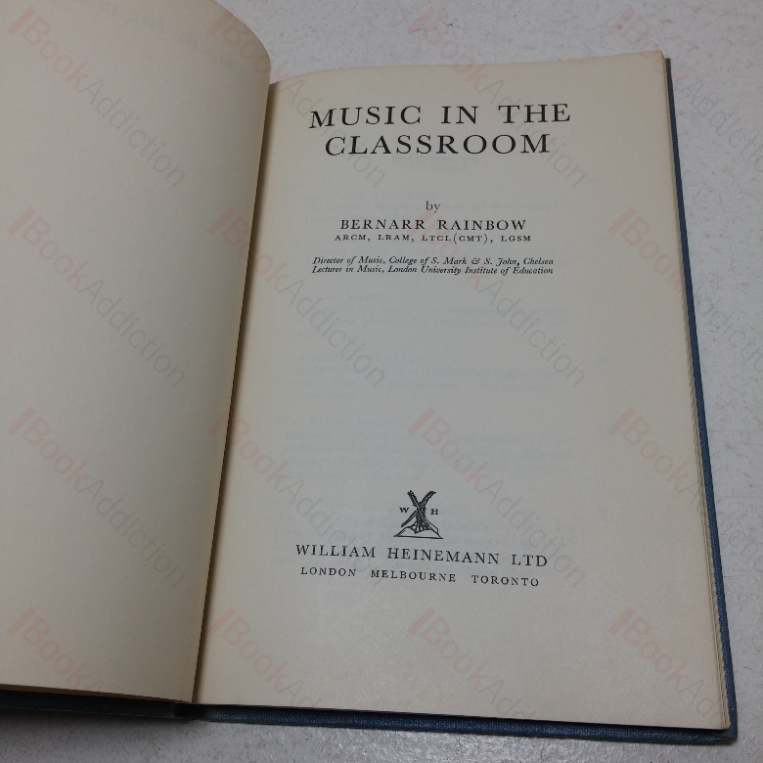 MUSIC IN THE
CLASSROOM
by
BERNARR RAINBOW
ARCM, LRAM, LTCL(CMT), LGSM
Director of Music, College of S. Mark & S. John, Chelsea
Lecturer in Music, London University Institute of Education
W H
WILLIAM HEINEMANN LTD
LONDON MELBOURNE TORONTO
BookAddiction